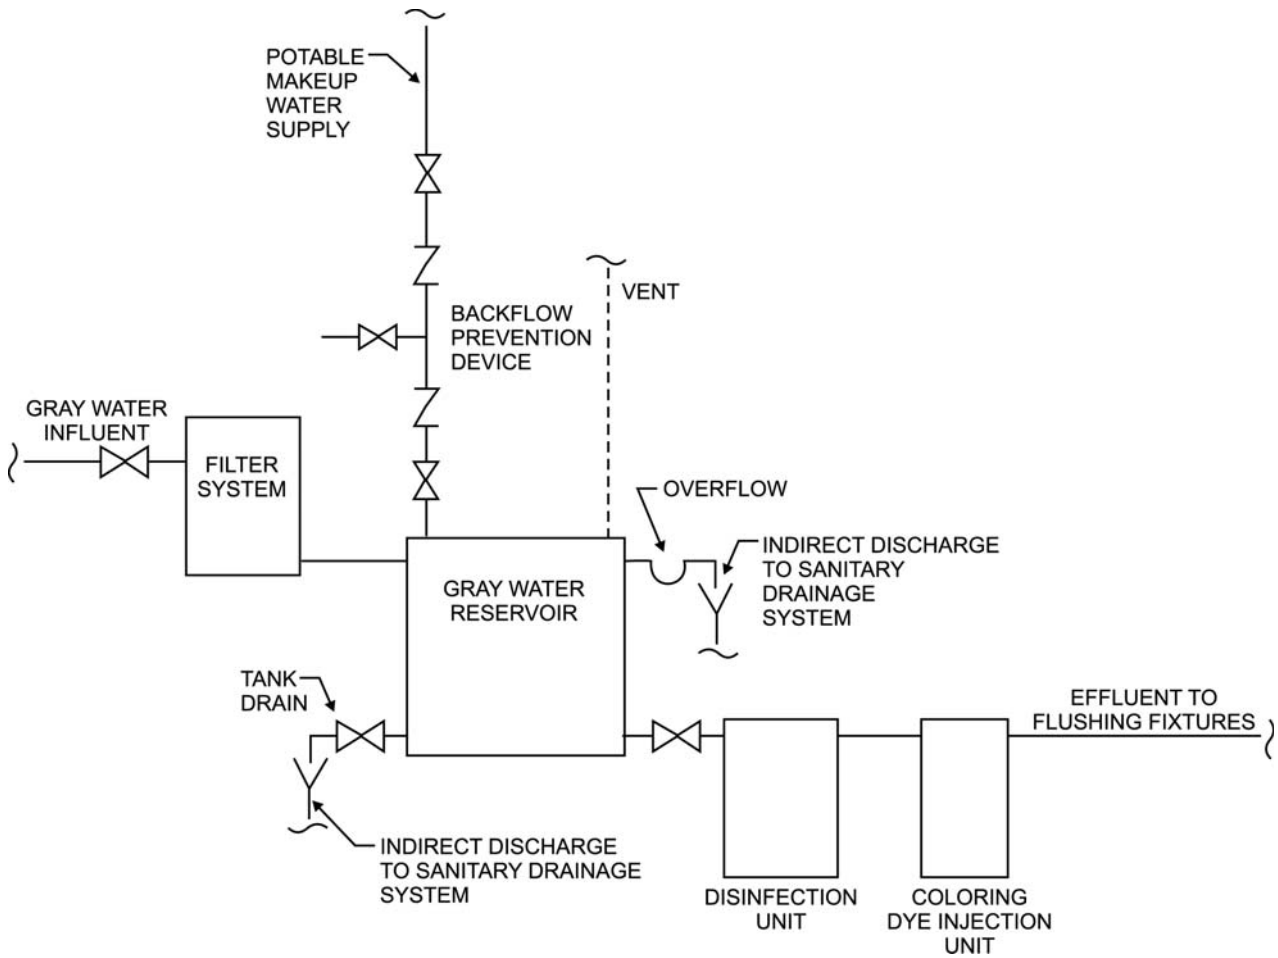 POTABLE
MAKEUP
WATER
SUPPLY
VENT
BACKFLOW
PREVENTION
DEVICE
GRAY WATER
INFLUENT
FILTER
SYSTEM
OVERFLOW
INDIRECT DISCHARGE
TO SANITARY
DRAINAGE
SYSTEM
GRAY WATER
RESERVOIR
TANK
DRAIN
EFFLUENT TO
FLUSHING FIXTURES
INDIRECT DISCHARGE
TO SANITARY DRAINAGE
SYSTEM
DISINFECTION
UNIT
COLORING
DYE INJECTION
UNIT